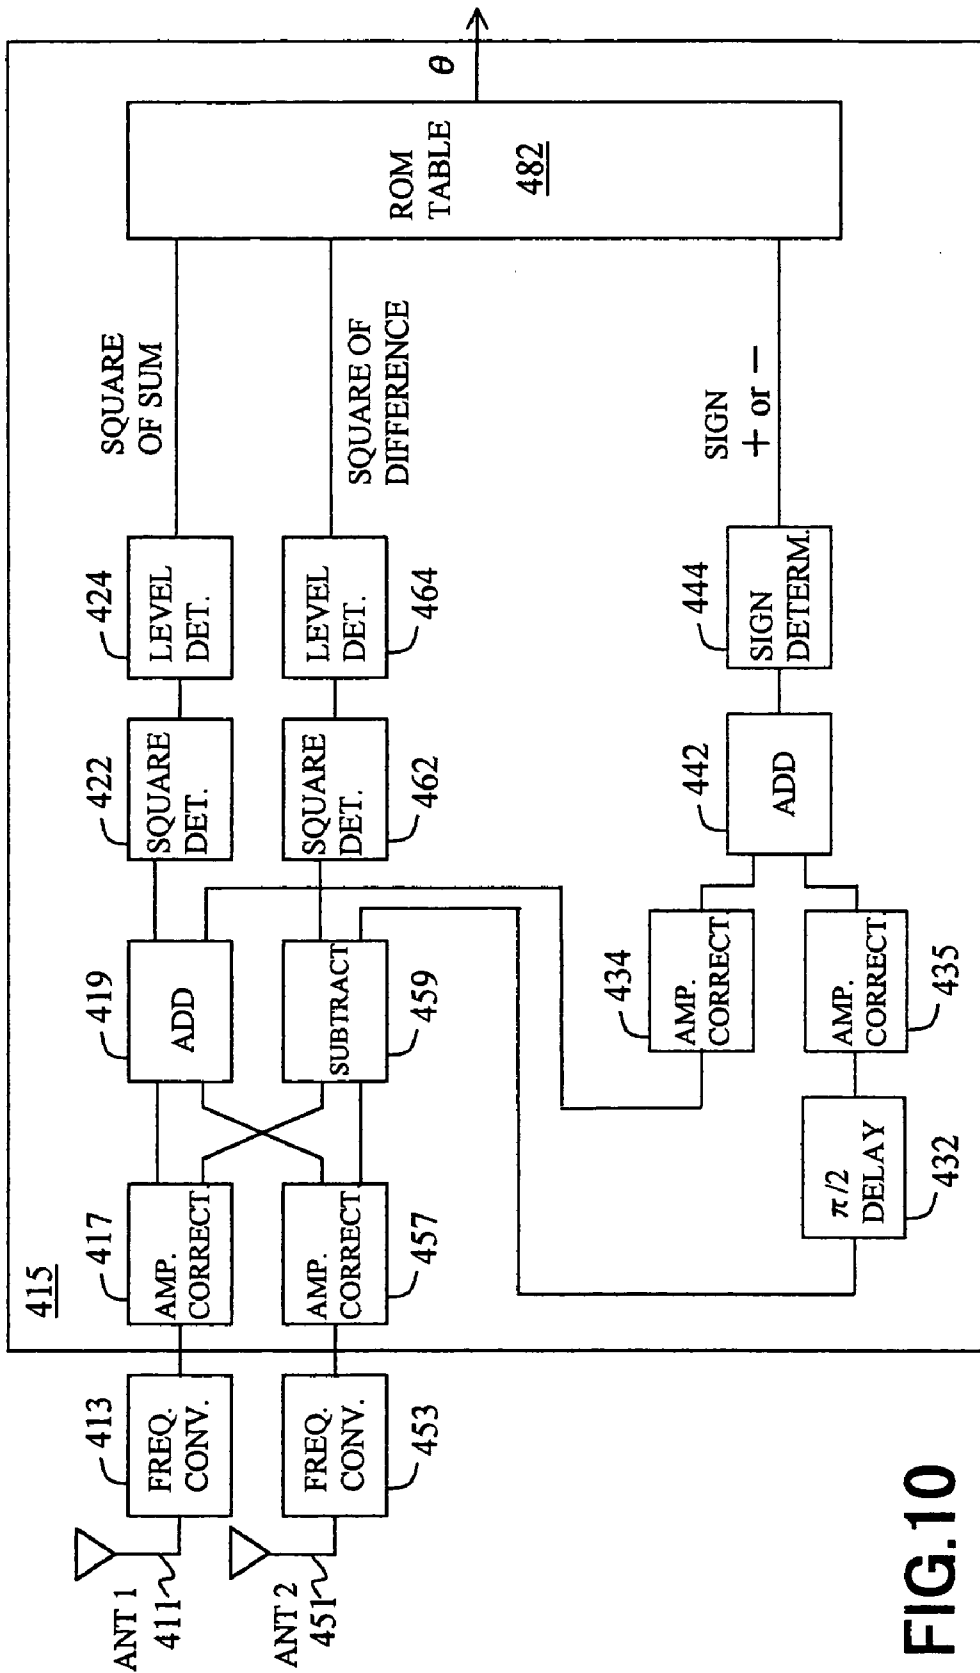 415
ANT 1
411
FREQ.
CONV.
413
AMP.
CORRECT.
417
ADD
419
SQUARE
DET.
422
LEVEL
DET.
424
SQUARE
OF SUM
ANT 2
451
FREQ.
CONV.
453
AMP.
CORRECT.
457
SUBTRACT
459
SQUARE
DET.
462
LEVEL
DET.
464
SQUARE OF
DIFFERENCE
ROM
TABLE
482
θ
434
AMP.
CORRECT.
π/2
DELAY
432
AMP.
CORRECT.
435
442
ADD
444
SIGN
DETERM.
SIGN
+ or −
FIG.10